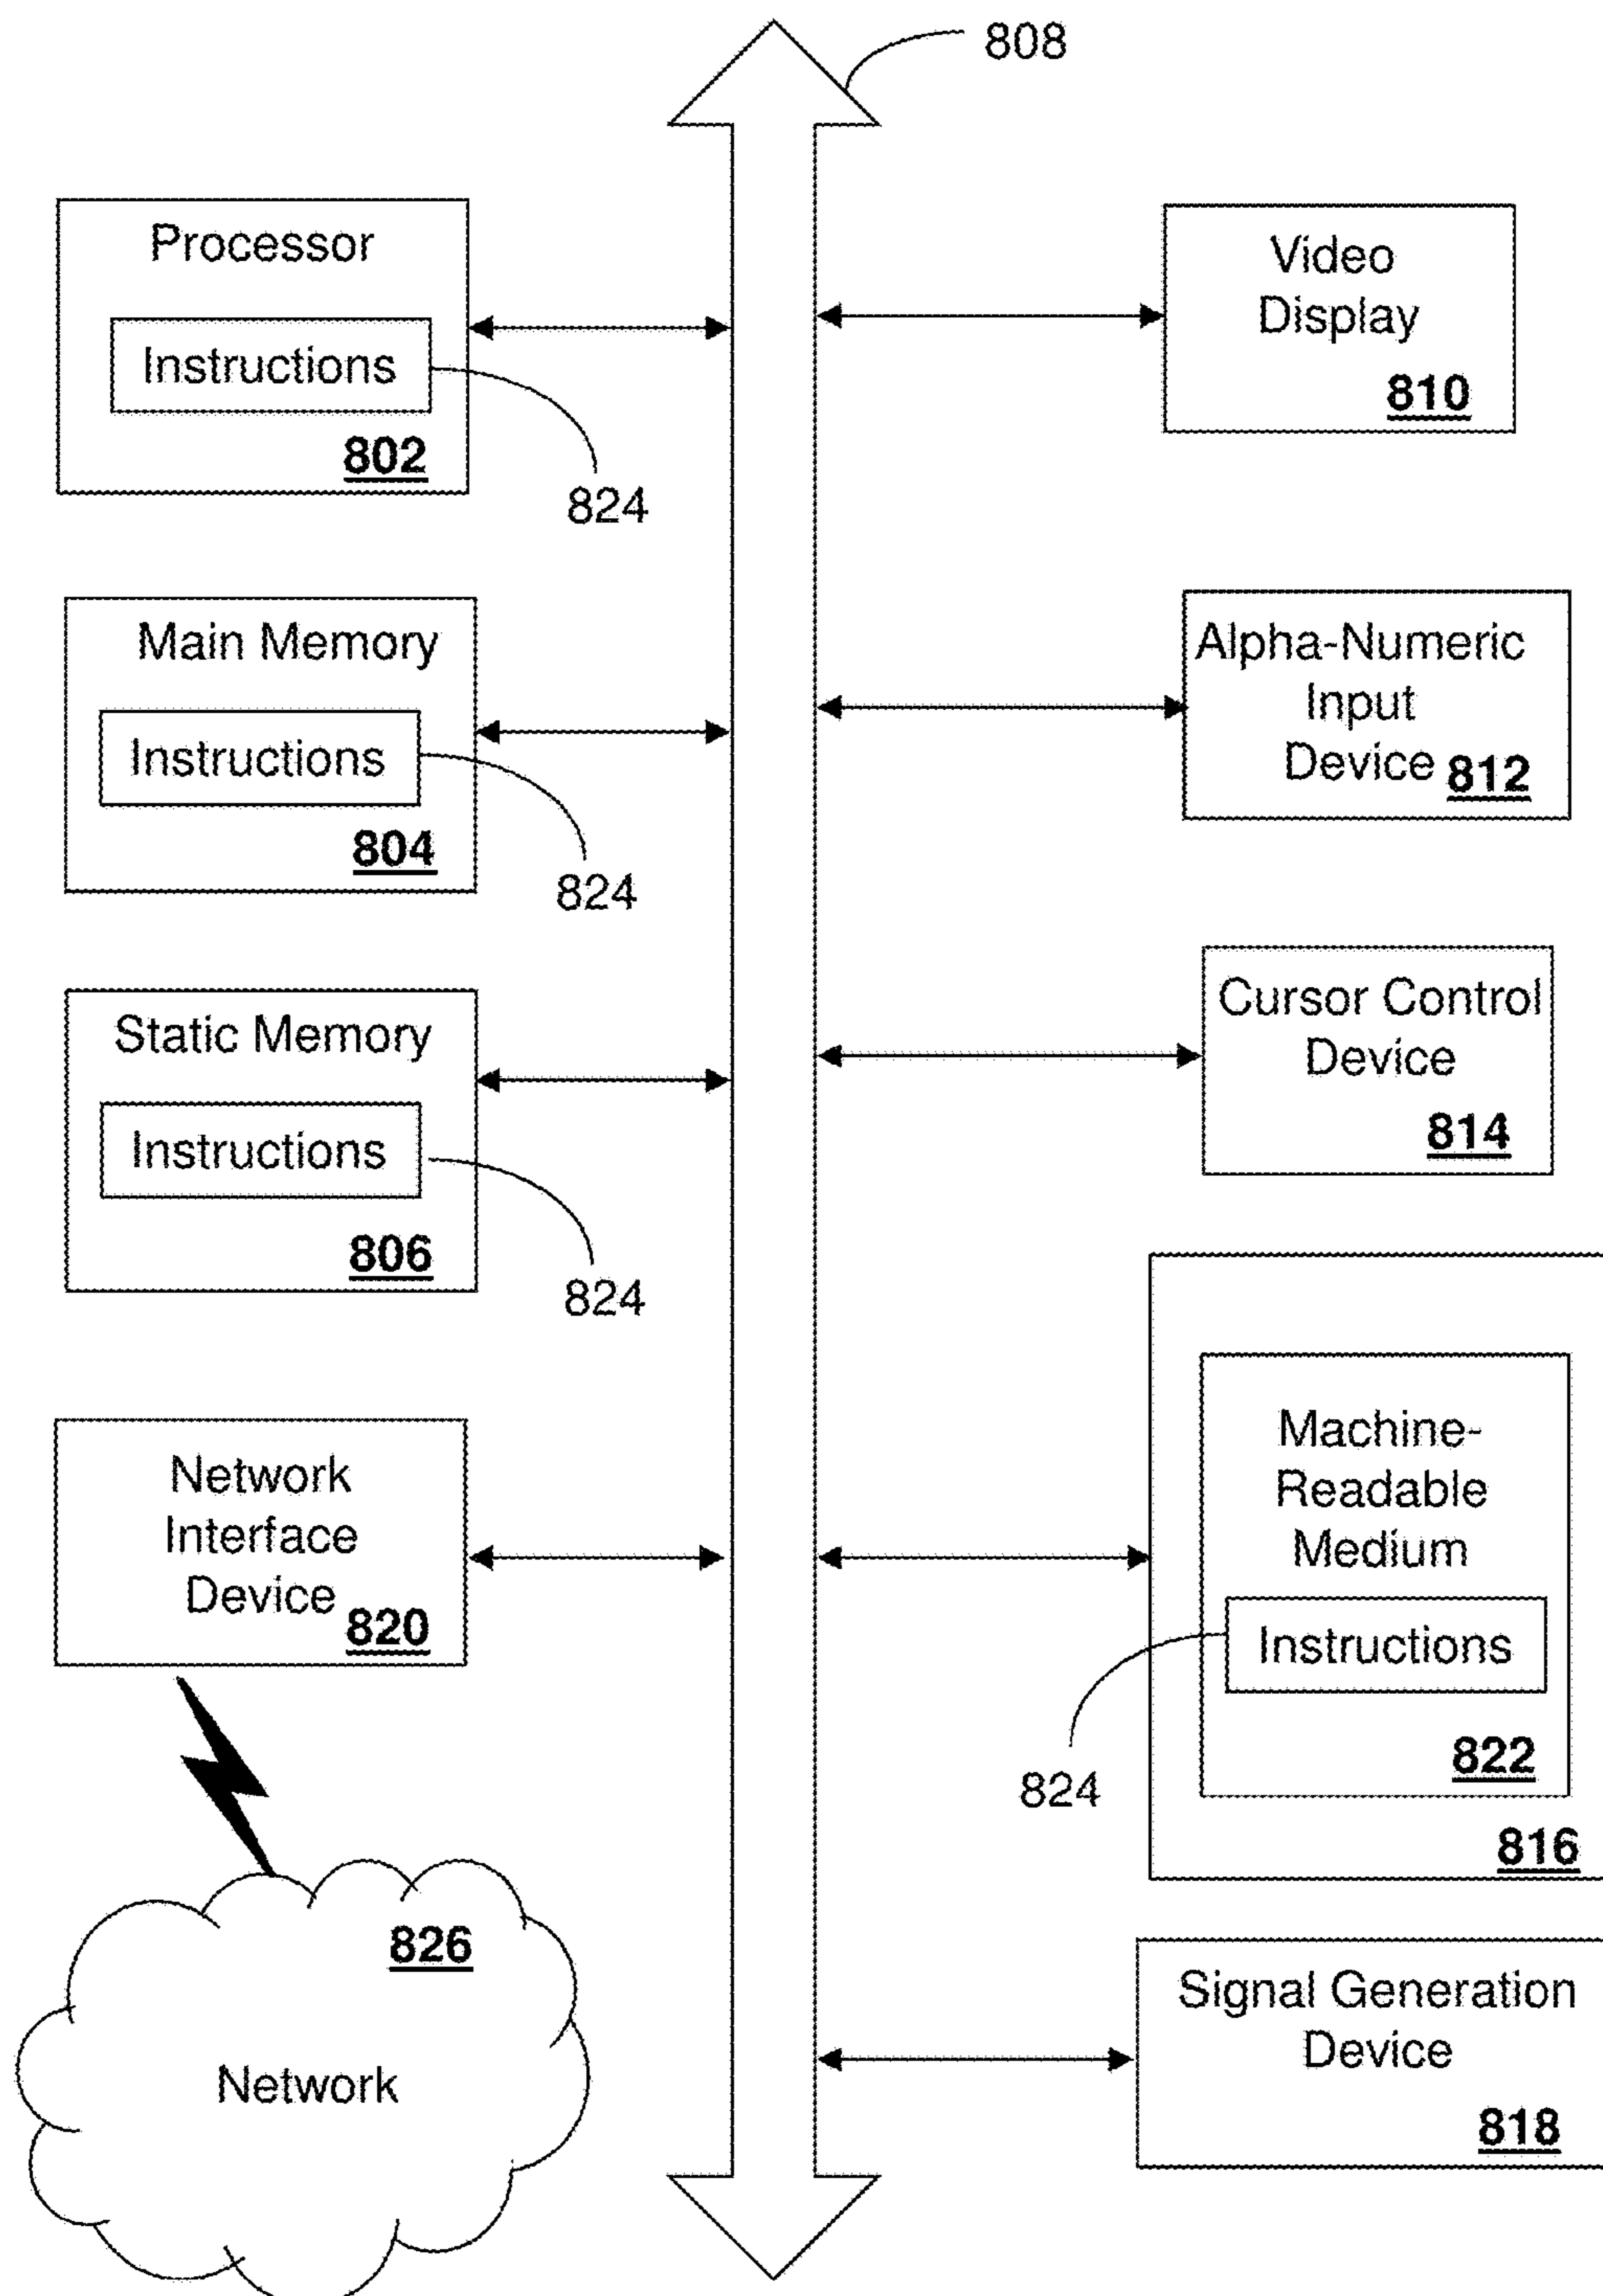 808
Processor
Instructions
802
824
Main Memory
Instructions
804
824
Static Memory
Instructions
806
824
Network
Interface
Device
820
826
Network
Video
Display
810
Alpha-Numeric
Input
Device
812
Cursor Control
Device
814
Machine-
Readable
Medium
Instructions
824
822
816
Signal Generation
Device
818